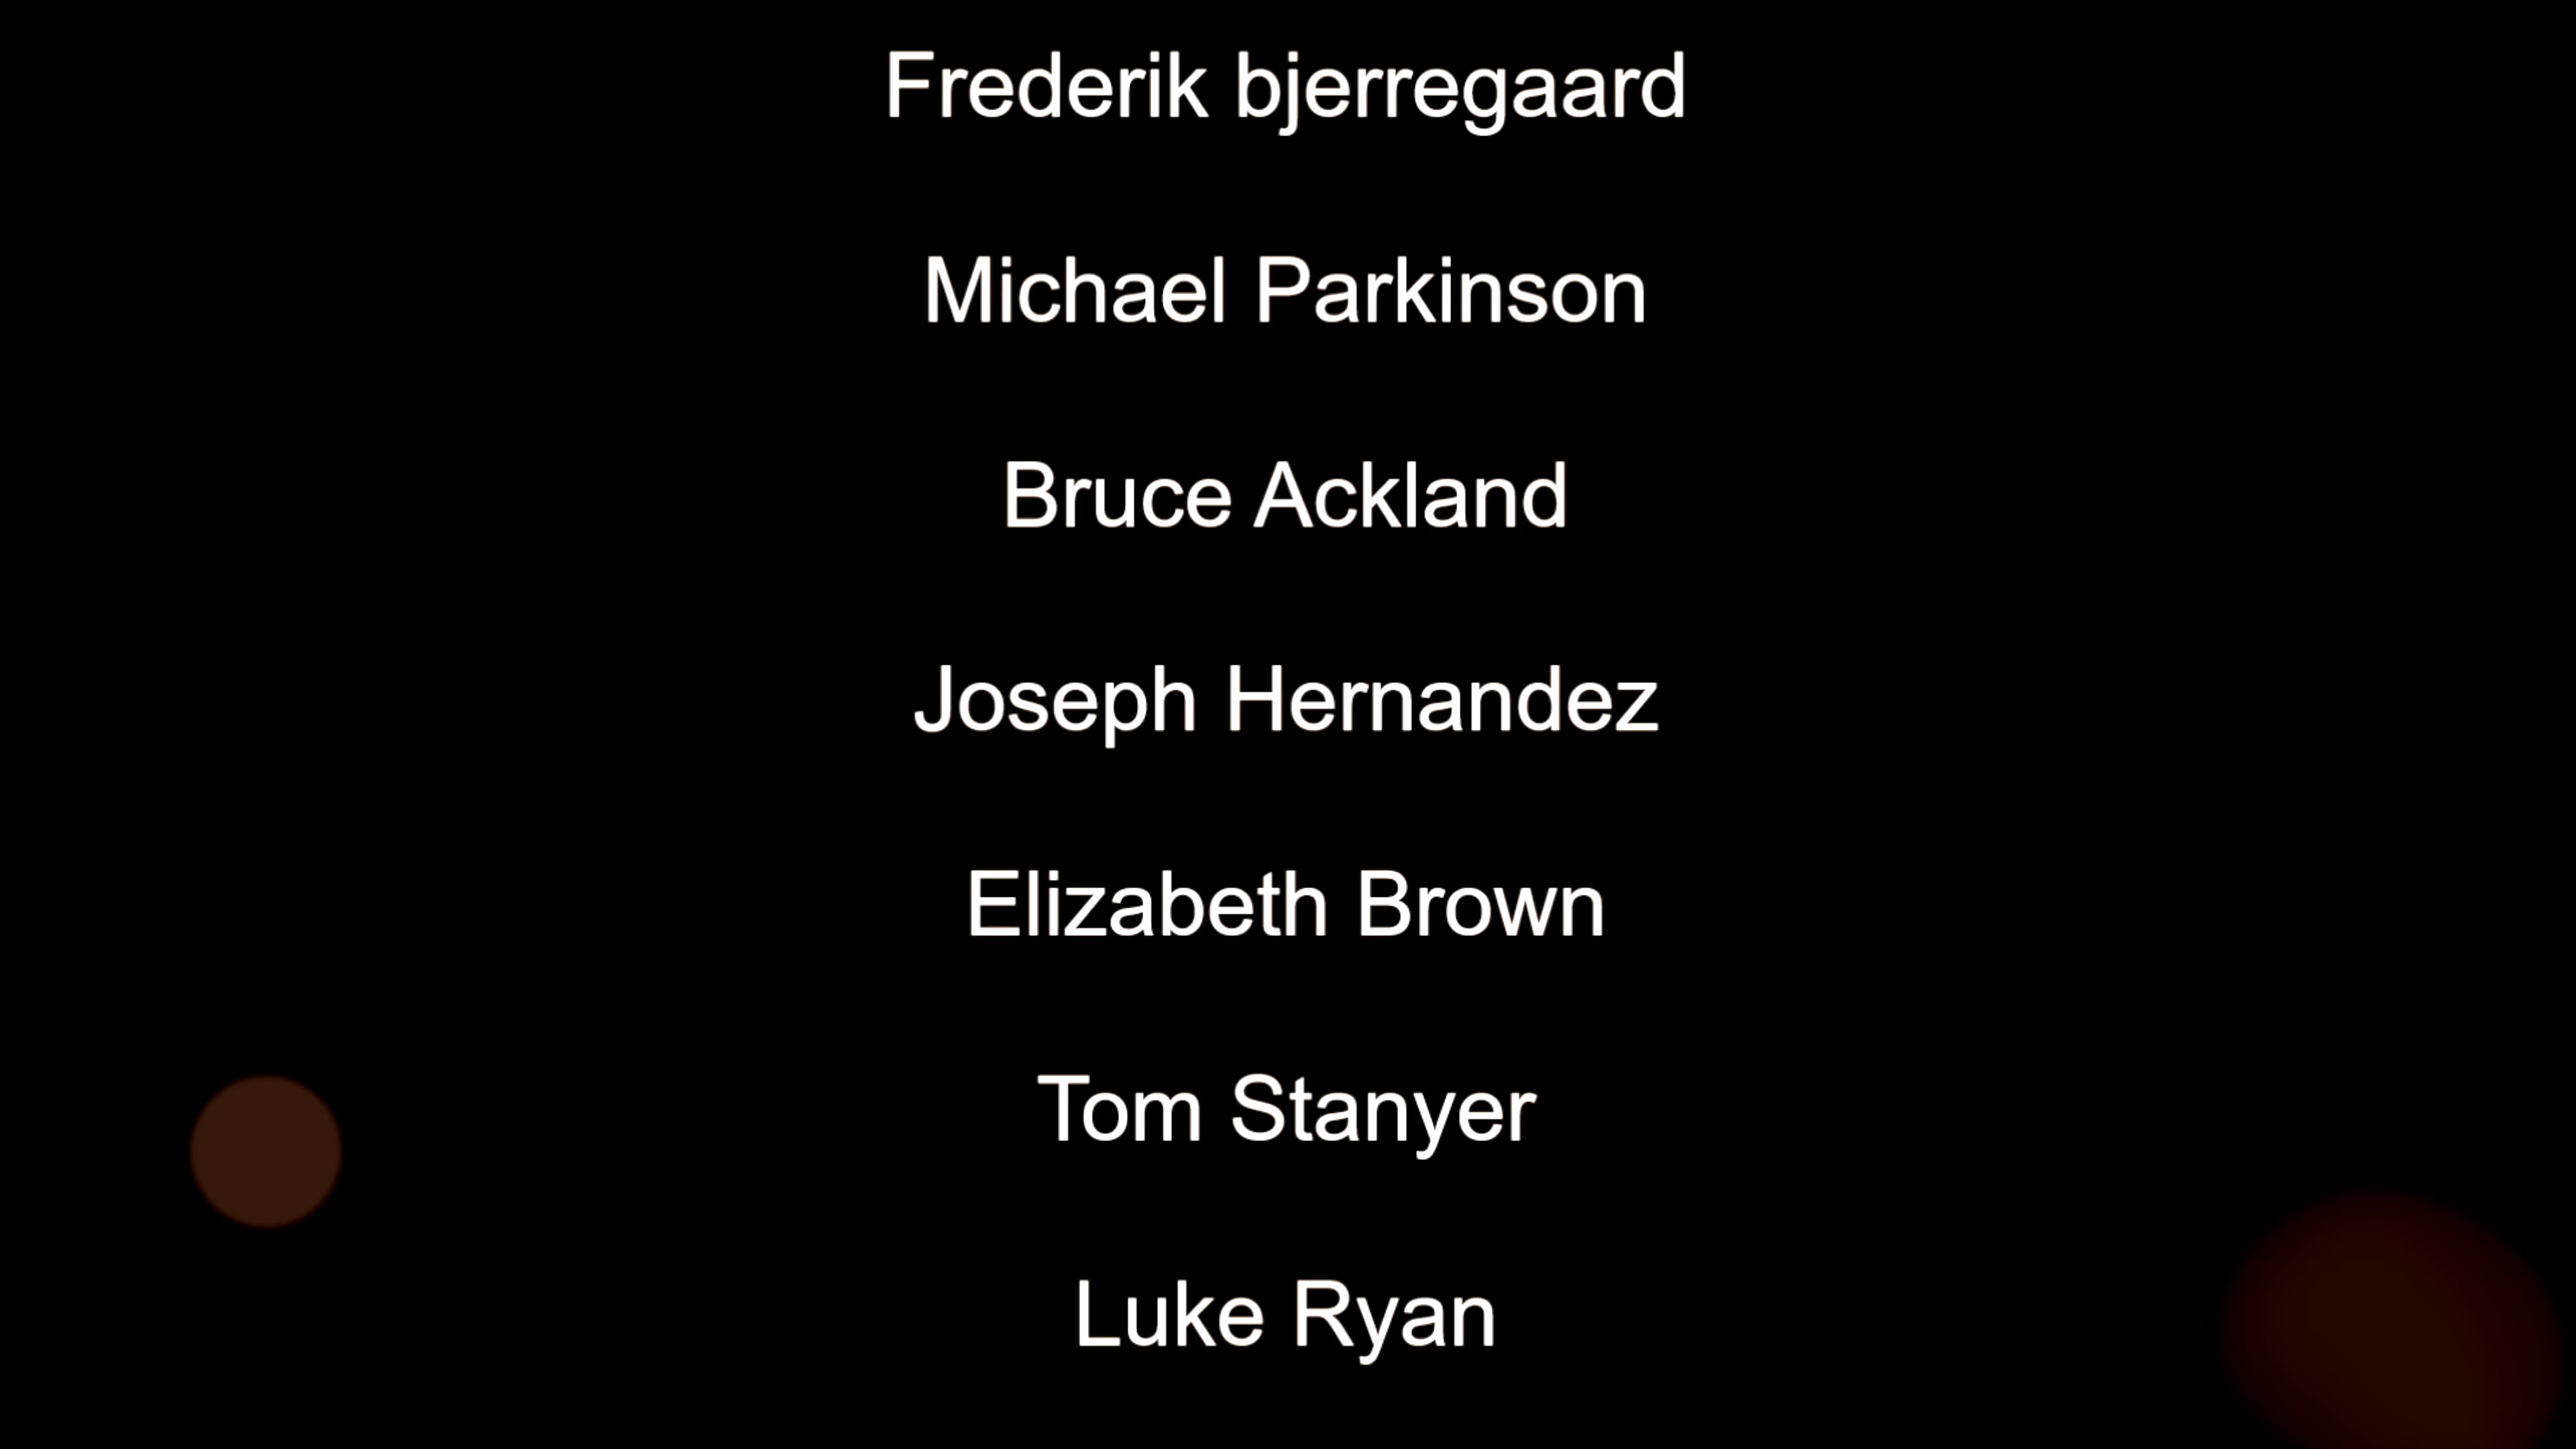 Frederik bjerregaard
Michael Parkinson
Bruce Ackland
Joseph Hernandez
Elizabeth Brown
Tom Stanyer
Luke Ryan